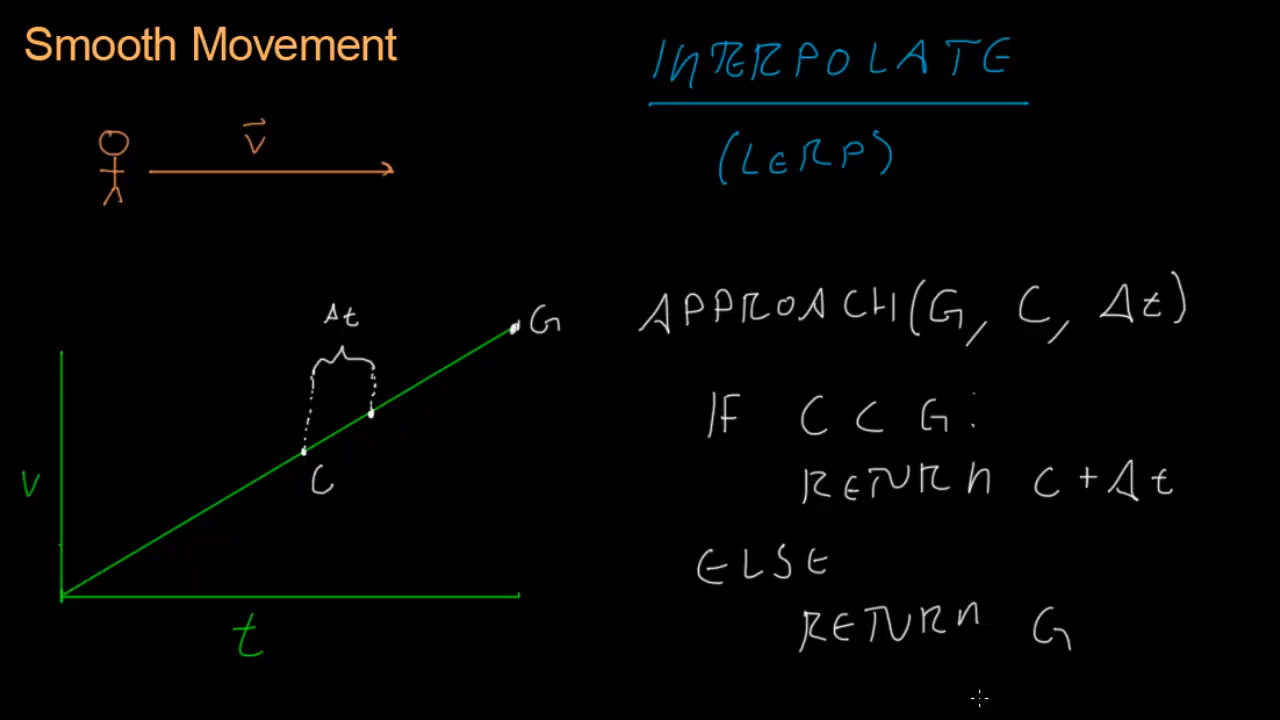 Smooth Movement
v
INTERPOLATE
(LERP)
Δt
G
C
V
t
APPROACH(G, C, Δt)
IF C < G:
RETURN C + Δt
ELSE
RETURN G